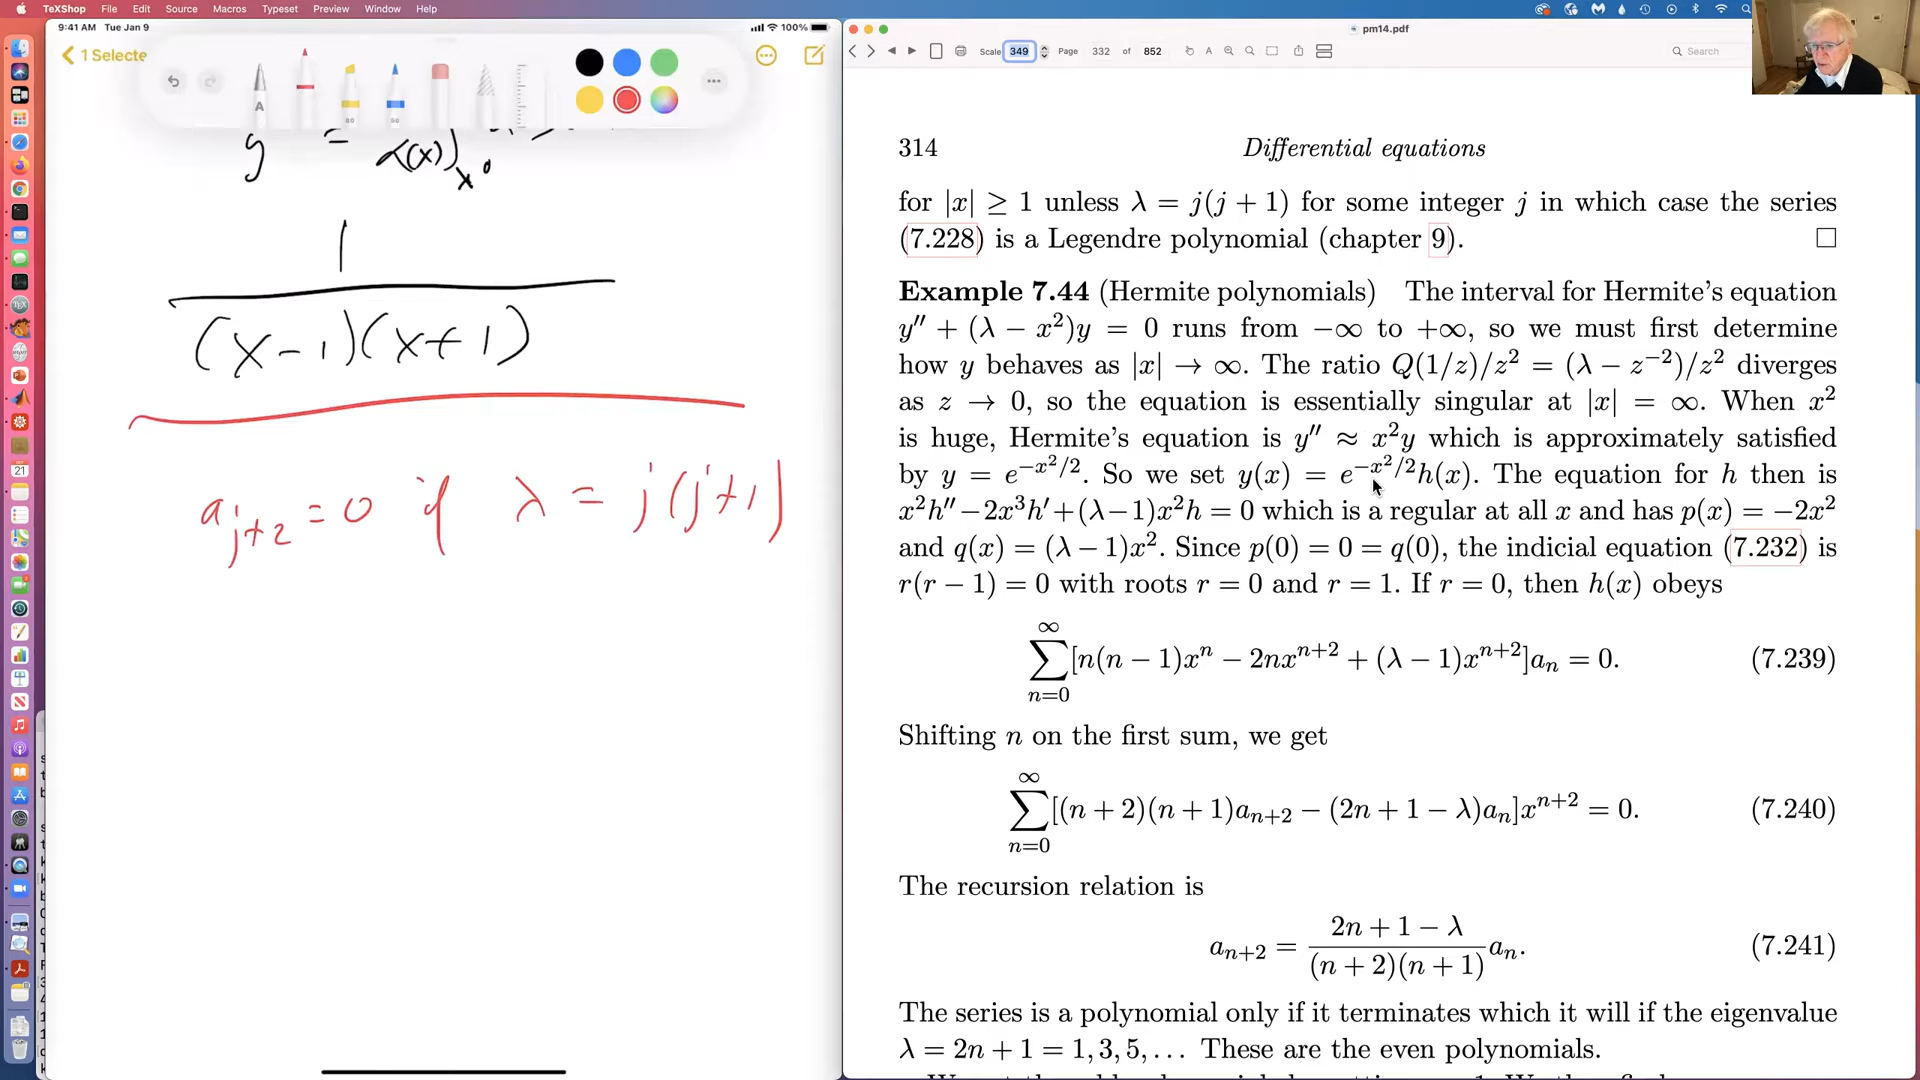 TeXShop File Edit Source Macros Typeset Preview Window Help
9:41 AM Tue Jan 9
100%
1 Selecte
y = α(x) x⁰
1
(x-1)(x+1)
a_{j+2} = 0 if λ = j(j+1)
pm14.pdf
Scale 349 Page 332 of 852
Search
314 Differential equations
for |x| ≥ 1 unless λ = j(j + 1) for some integer j in which case the series
(7.228) is a Legendre polynomial (chapter 9). □
Example 7.44 (Hermite polynomials) The interval for Hermite's equation
y″ + (λ − x²)y = 0 runs from −∞ to +∞, so we must first determine
how y behaves as |x| → ∞. The ratio Q(1/z)/z² = (λ − z⁻²)/z² diverges
as z → 0, so the equation is essentially singular at |x| = ∞. When x²
is huge, Hermite's equation is y″ ≈ x²y which is approximately satisfied
by y = e^{−x²/2}. So we set y(x) = e^{−x²/2}h(x). The equation for h then is
x²h″ − 2x³h′ + (λ−1)x²h = 0 which is a regular at all x and has p(x) = −2x²
and q(x) = (λ − 1)x². Since p(0) = 0 = q(0), the indicial equation (7.232) is
r(r − 1) = 0 with roots r = 0 and r = 1. If r = 0, then h(x) obeys
∑_{n=0}^{∞} [n(n − 1)xⁿ − 2nx^{n+2} + (λ − 1)x^{n+2}]aₙ = 0. (7.239)
Shifting n on the first sum, we get
∑_{n=0}^{∞} [(n + 2)(n + 1)a_{n+2} − (2n + 1 − λ)aₙ]x^{n+2} = 0. (7.240)
The recursion relation is
a_{n+2} = \frac{2n + 1 − λ}{(n + 2)(n + 1)} aₙ. (7.241)
The series is a polynomial only if it terminates which it will if the eigenvalue
λ = 2n + 1 = 1, 3, 5, . . . These are the even polynomials.